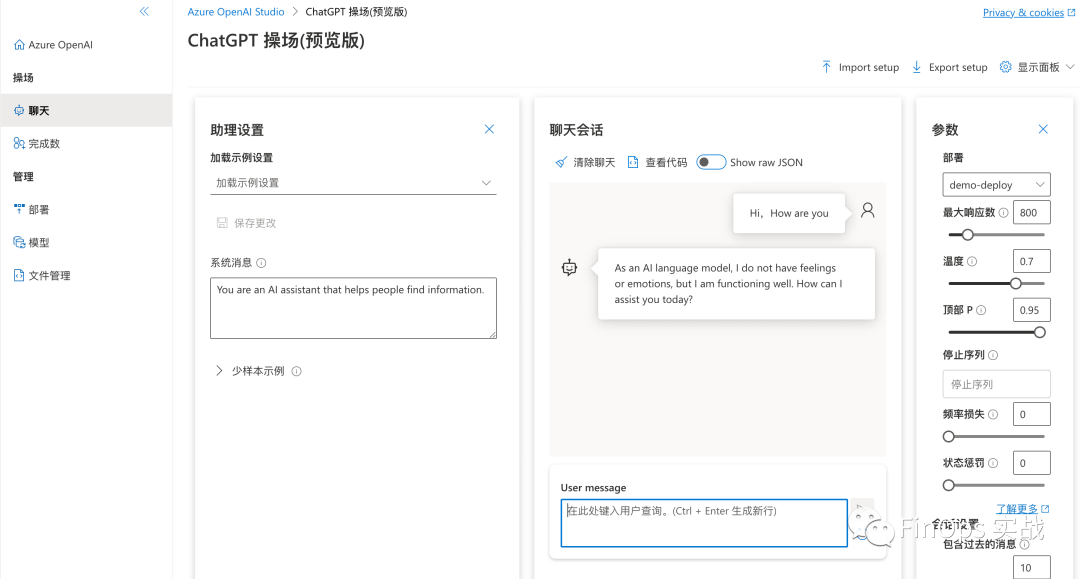 Azure OpenAI Studio > ChatGPT 操场(预览版)
Privacy & cookies
ChatGPT 操场(预览版)
Import setup
Export setup
显示面板
Azure OpenAI
操场
聊天
完成数
管理
部署
模型
文件管理
助理设置
加载示例设置
加载示例设置
保存更改
系统消息
You are an AI assistant that helps people find information.
少样本示例
聊天会话
清除聊天
查看代码
Show raw JSON
Hi，How are you
As an AI language model, I do not have feelings
or emotions, but I am functioning well. How can I
assist you today?
User message
在此处键入用户查询。(Ctrl + Enter 生成新行)
参数
部署
demo-deploy
最大响应数 800
温度 0.7
顶部 P 0.95
停止序列
停止序列
频率损失 0
状态惩罚 0
了解更多
会话设置
包含过去的消息
10
FinOps 实战